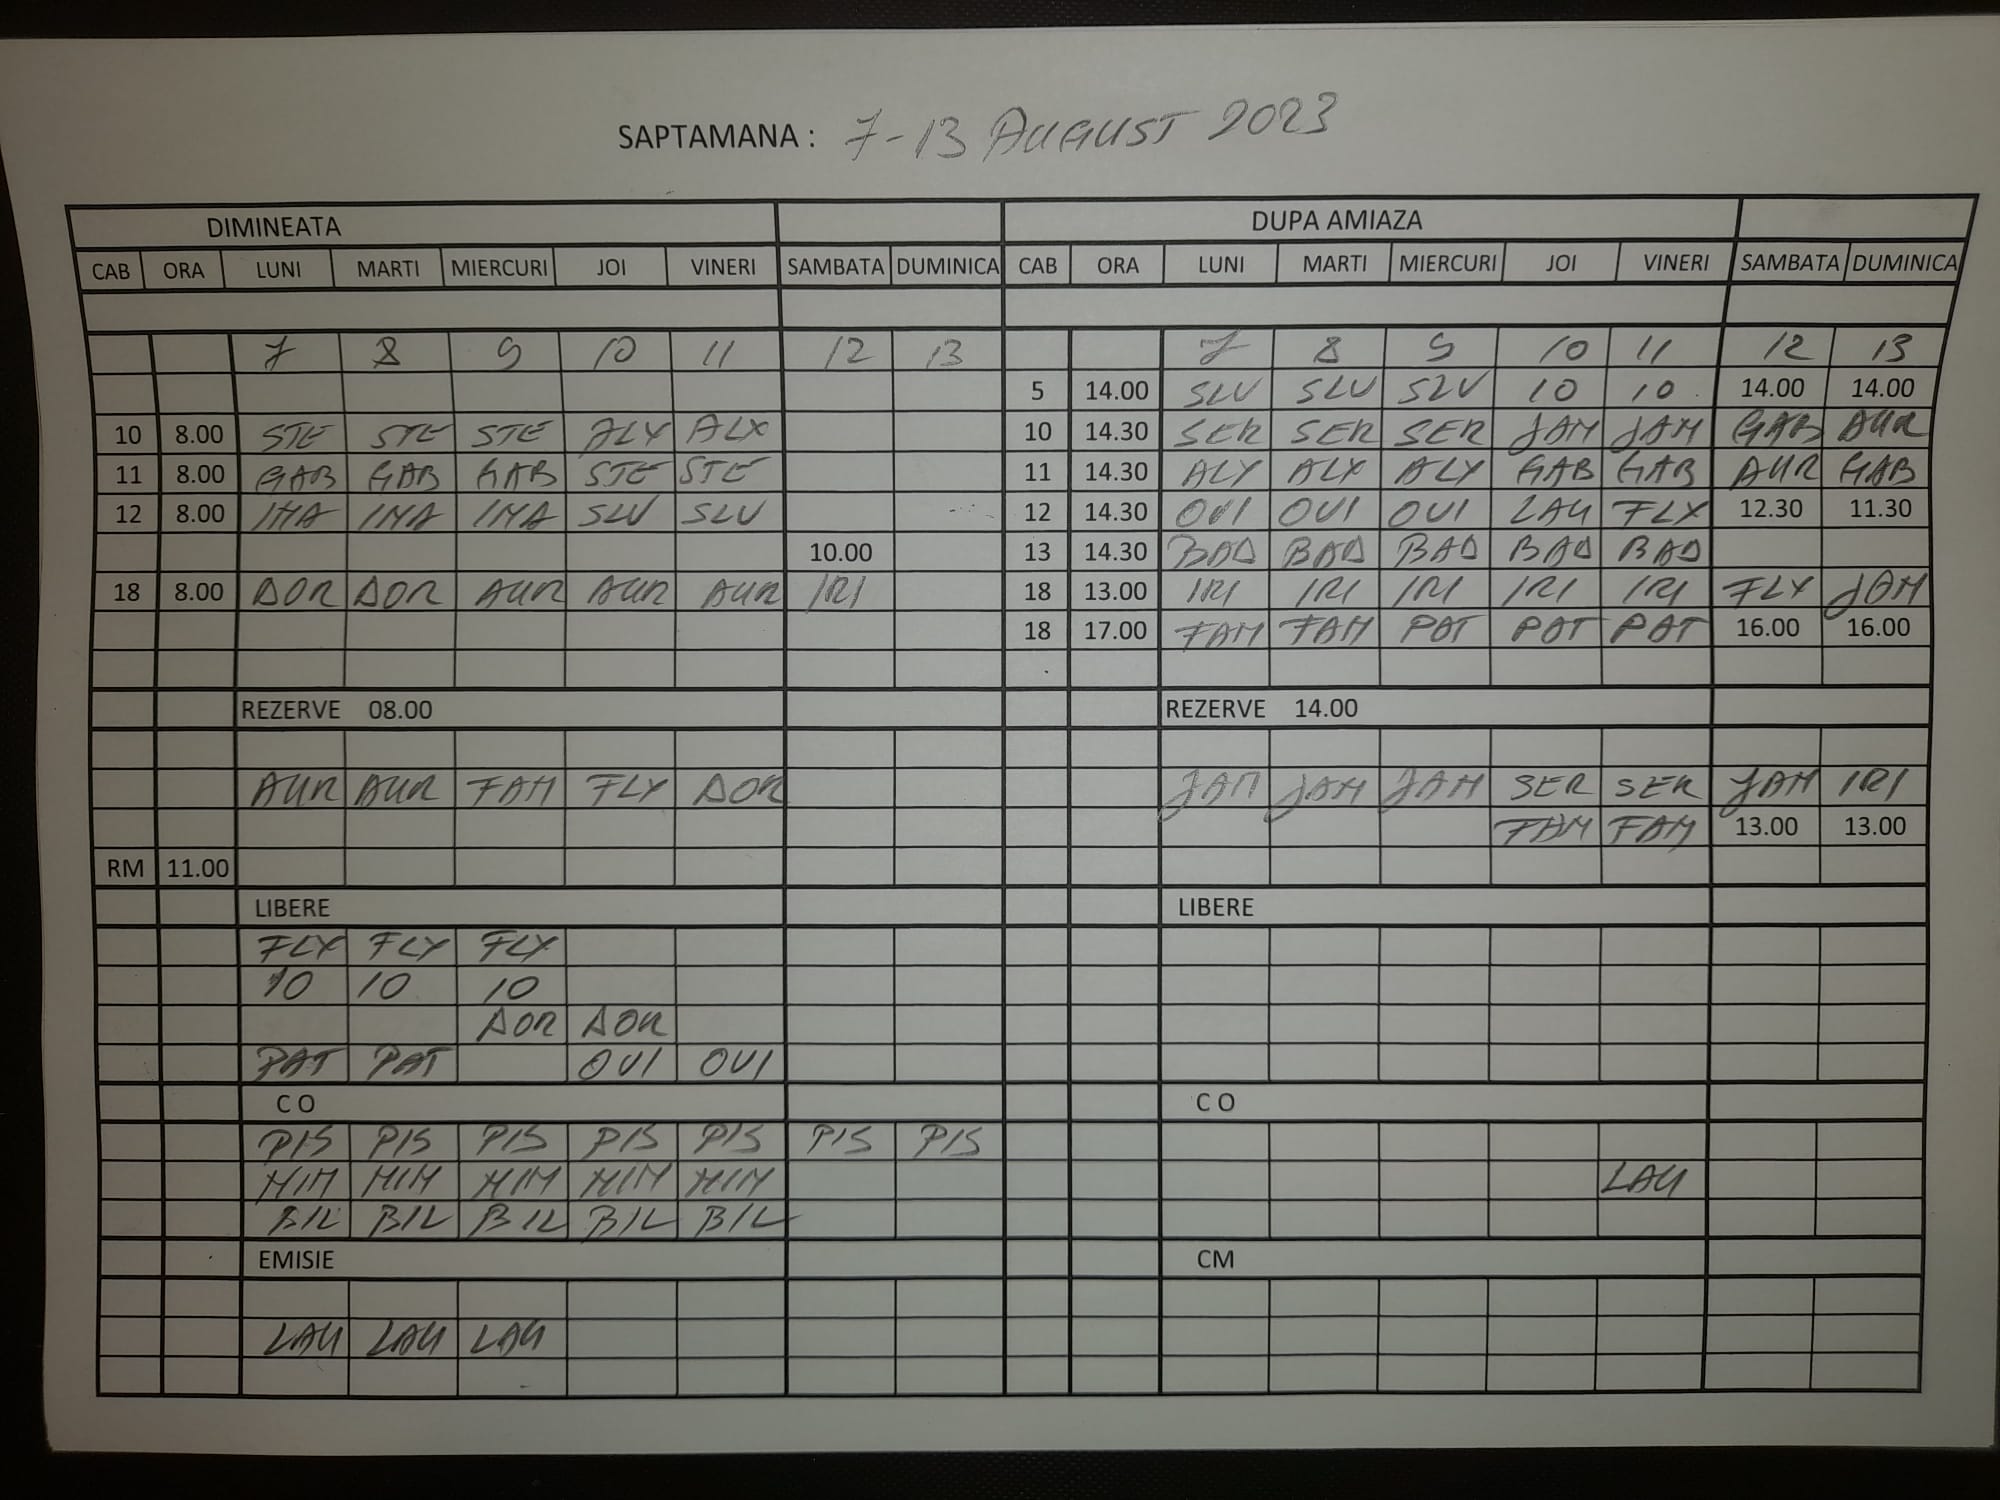 SAPTAMANA : 7-13 AUGUST 2023
DIMINEATA DUPA AMIAZA
CAB ORA LUNI MARTI MIERCURI JOI VINERI SAMBATA DUMINICA CAB ORA LUNI MARTI MIERCURI JOI VINERI SAMBATA DUMINICA
7 8 9 10 11 12 13 7 8 9 10 11 12 13
5 14.00 SLV SLV SLV 10 10 14.00 14.00
10 8.00 STE STE STE ALX ALX 10 14.30 SER SER SER JAM JAM GAB AUR
11 8.00 GAB GAB GAB STE STE 11 14.30 ALX ALX ALX GAB GAB AUR GAB
12 8.00 INA INA INA SLV SLV 12 14.30 OVI OVI OVI LAU FLX 12.30 11.30
10.00 13 14.30 BAD BAD BAD BAD BAD
18 8.00 DOR DOR AUR AUR AUR IRI 18 13.00 IRI IRI IRI IRI IRI FLX JAM
18 17.00 FAM FAM PAT PAT PAT 16.00 16.00
REZERVE 08.00 REZERVE 14.00
AUR AUR FAM FLX DOR JAM JAM JAM SER SER JAM IRI
FAM FAM 13.00 13.00
RM 11.00
LIBERE LIBERE
FLX FLX FLX
10 10 10
DOR DOR
PAT PAT OVI OVI
C O C O
PIS PIS PIS PIS PIS PIS PIS
MIM MIM MIM MIM MIM LAU
BIL BIL BIL BIL BIL
EMISIE CM
LAU LAU LAU